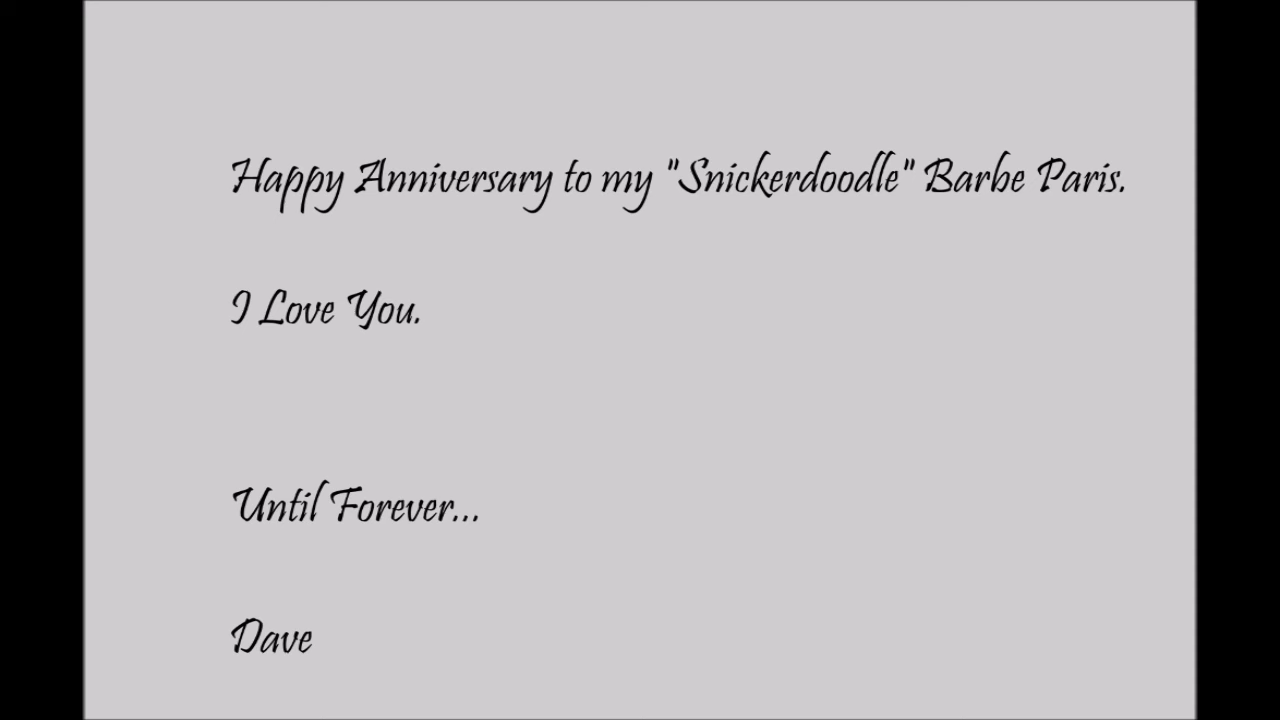 Happy Anniversary to my "Snickerdoodle" Barbe Paris.
I Love You.
Until Forever...
Dave